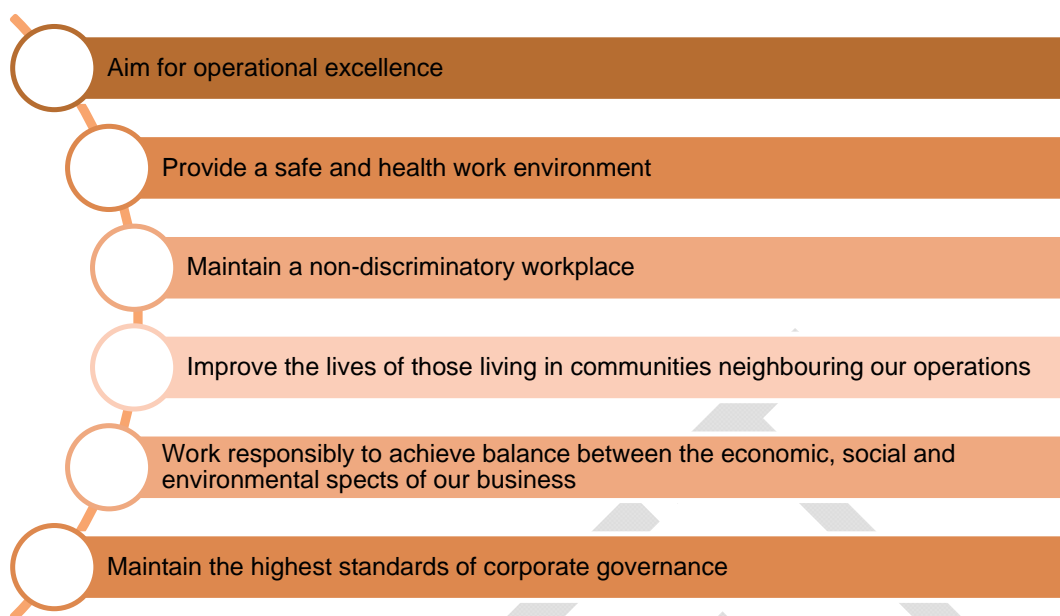 Aim for operational excellence
Provide a safe and health work environment
Maintain a non-discriminatory workplace
Improve the lives of those living in communities neighbouring our operations
Work responsibly to achieve balance between the economic, social and
environmental spects of our business
Maintain the highest standards of corporate governance